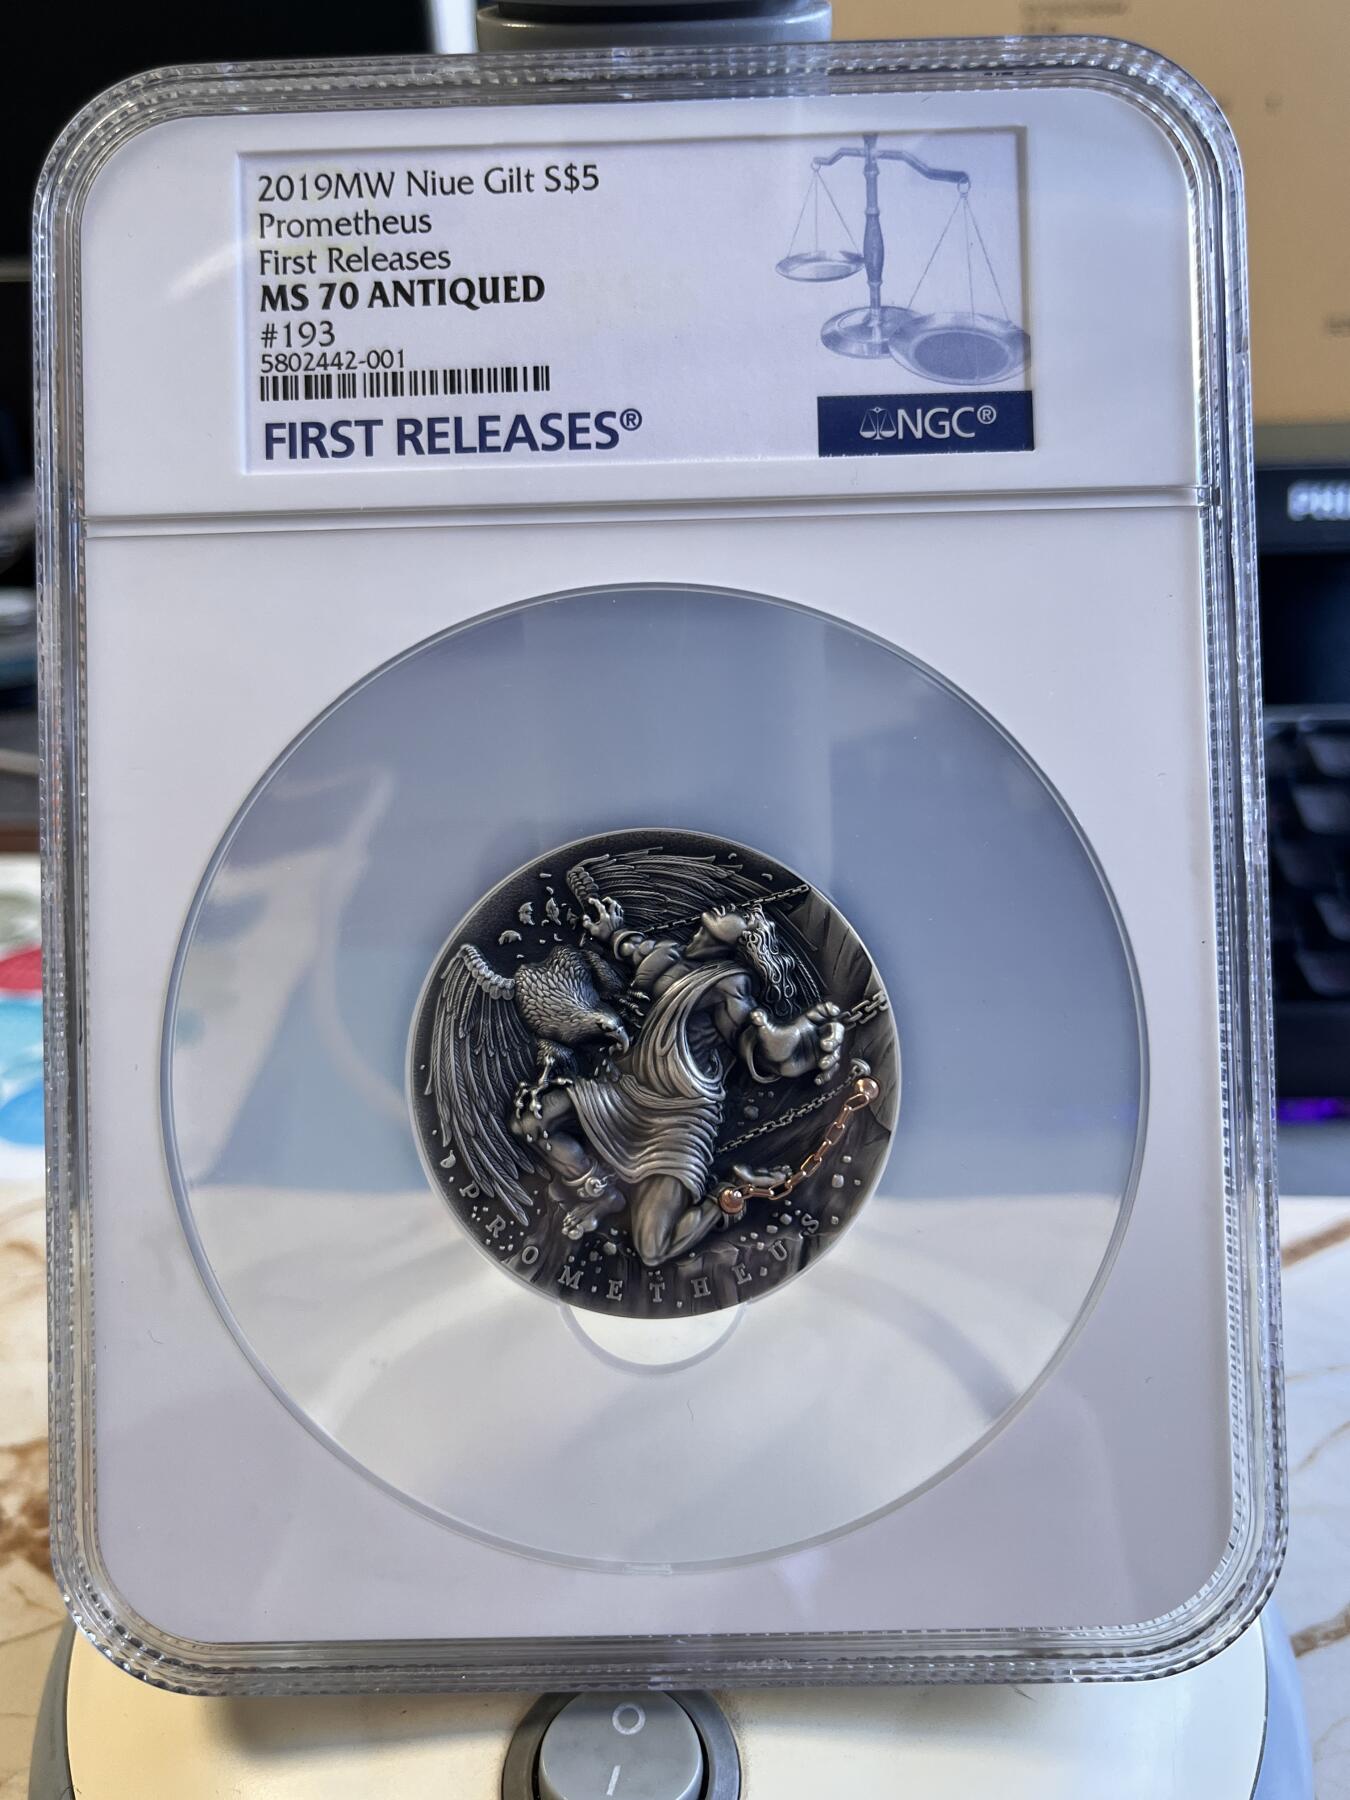 2019MW Niue Gilt S$5
Prometheus
First Releases
MS 70 ANTIQUED
#193
5802442-001
FIRST RELEASES®
NGC®
PROMETHEUS